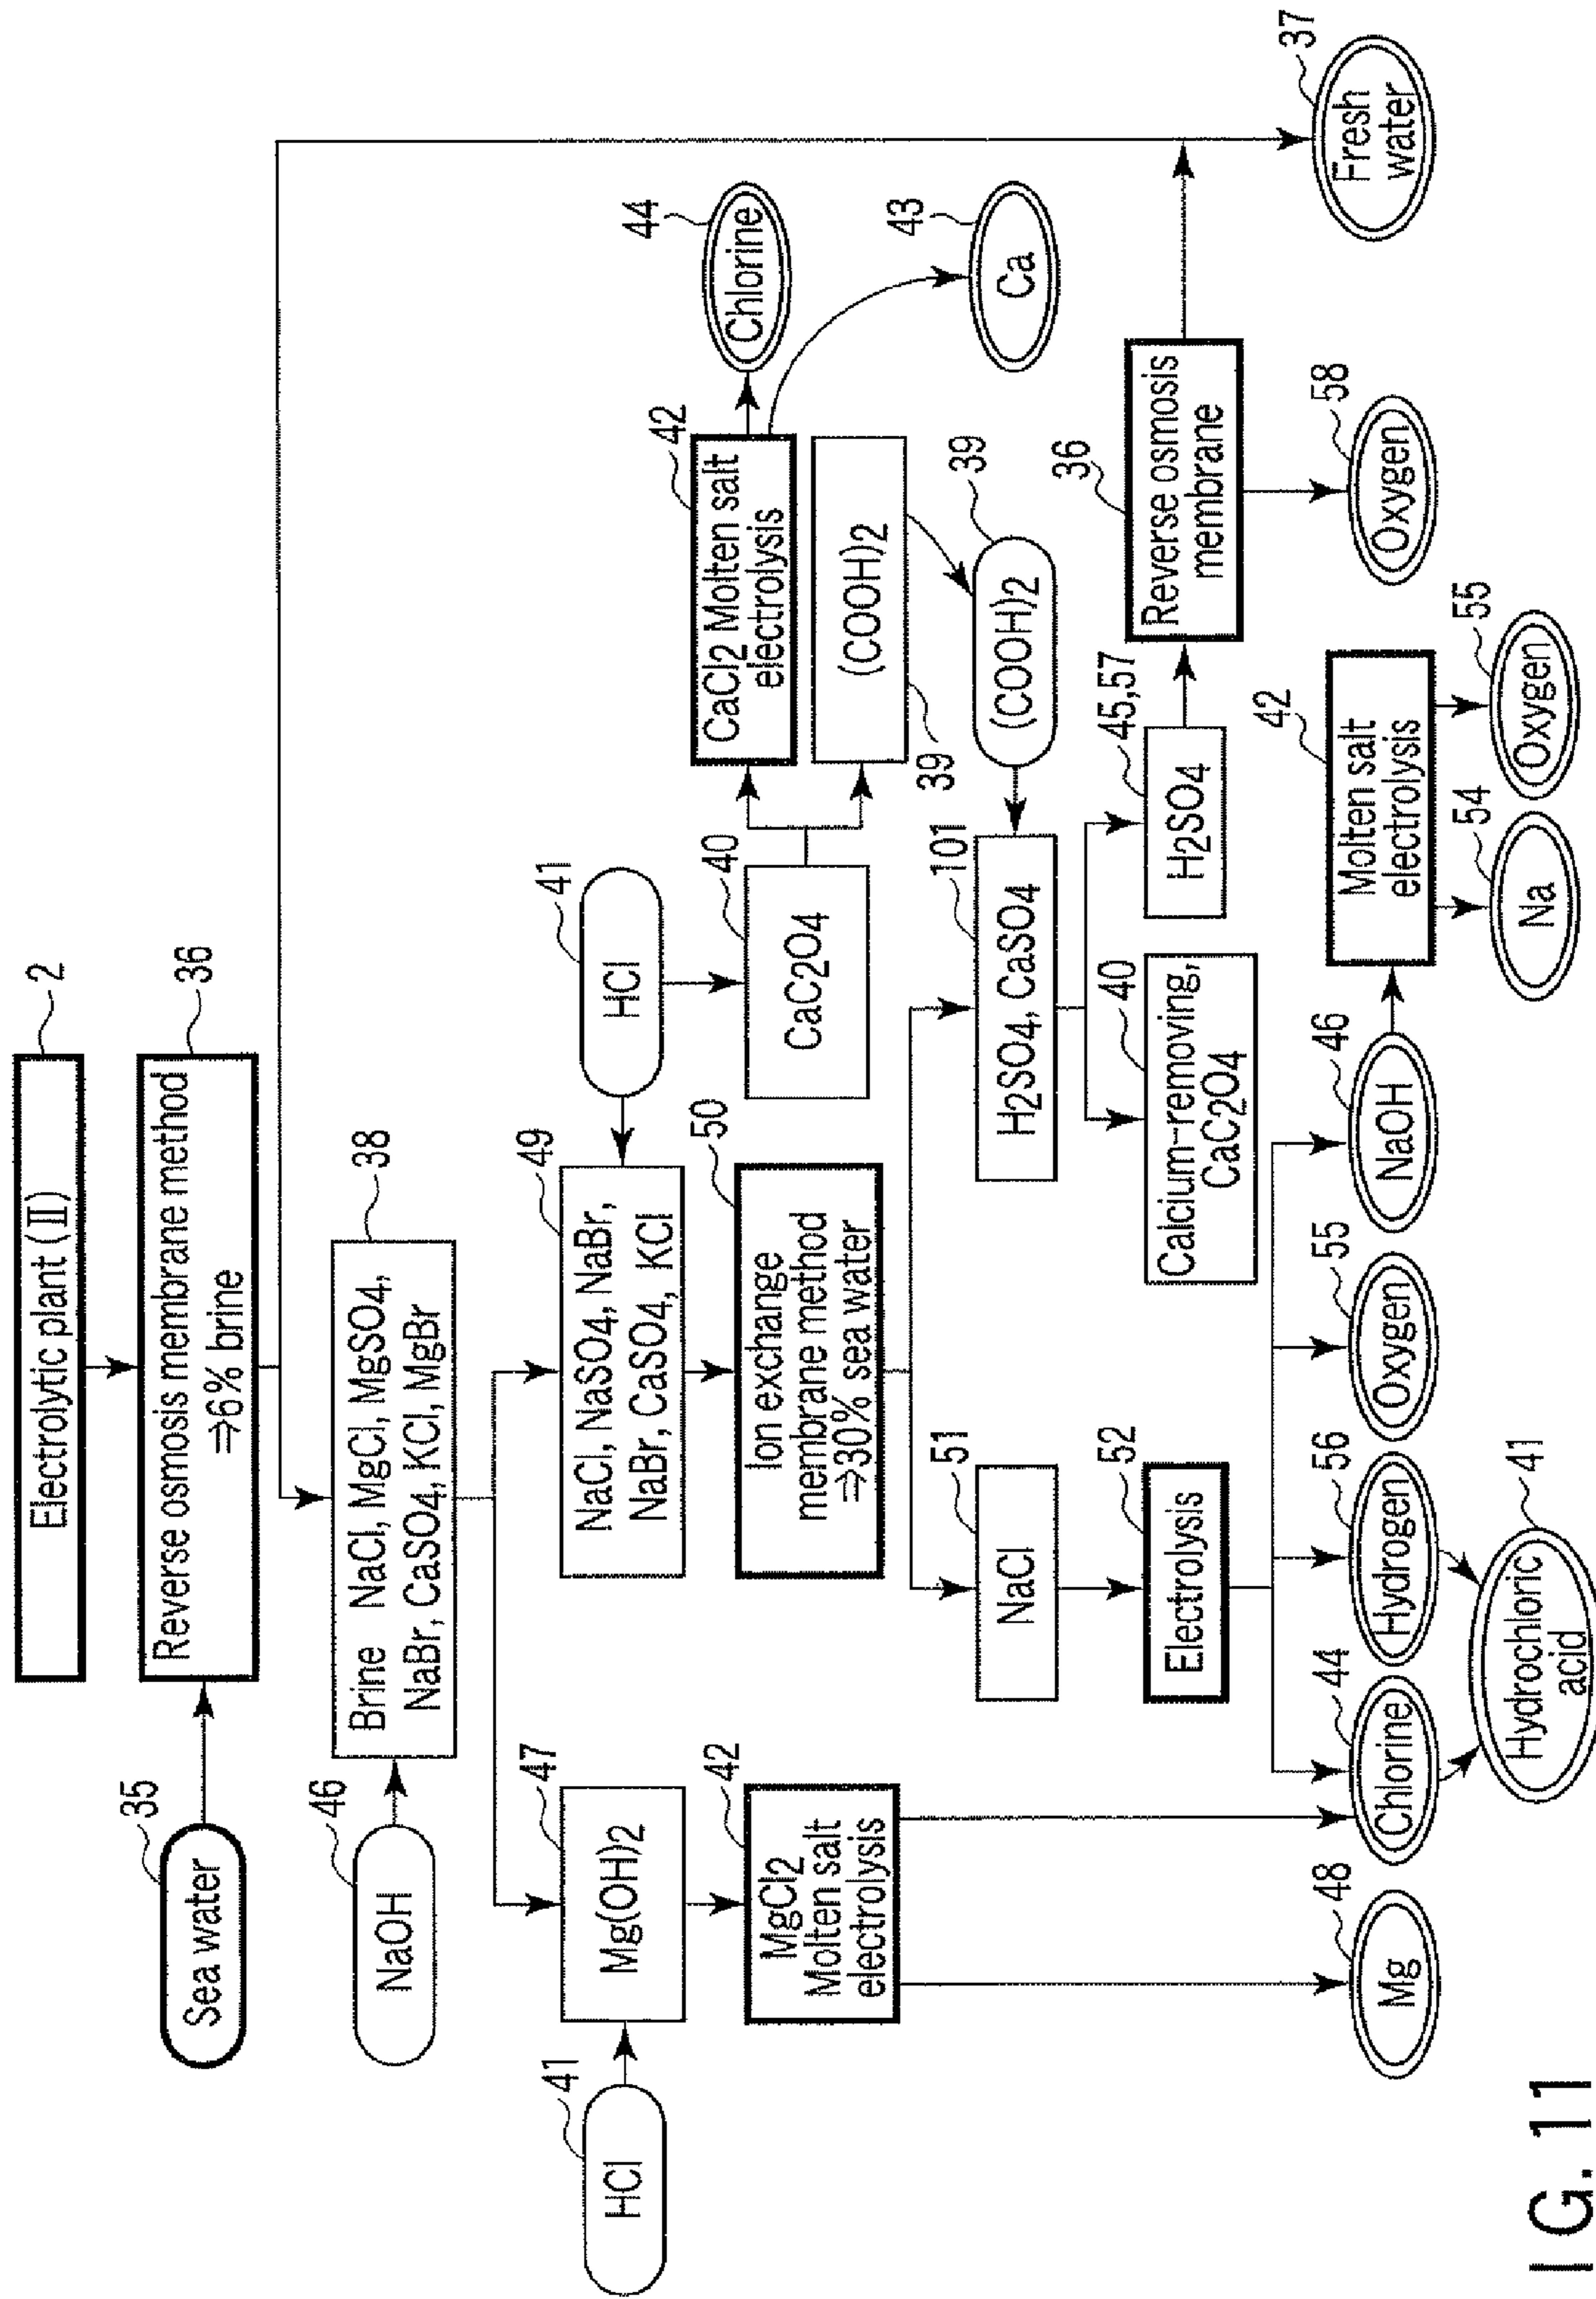 Electrolytic plant (II)
2
Sea water
35
Reverse osmosis membrane method
⇒6% brine
36
NaOH
46
Brine NaCl, MgCl, MgSO4,
NaBr, CaSO4, KCl, MgBr
38
HCl
41
Mg(OH)2
47
NaCl, NaSO4, NaBr,
NaBr, CaSO4, KCl
49
HCl
41
MgCl2
Molten salt
electrolysis
42
Ion exchange
membrane method
⇒30% sea water
50
CaC2O4
40
CaCl2 Molten salt
electrolysis
42
Chlorine
44
(COOH)2
39
NaCl
51
H2SO4, CaSO4
101
(COOH)2
39
Ca
43
Electrolysis
52
Calcium-removing,
CaC2O4
40
H2SO4
45,57
Reverse osmosis
membrane
36
Mg
48
Chlorine
44
Hydrogen
56
Oxygen
55
NaOH
46
Molten salt
electrolysis
42
Oxygen
58
Fresh
water
37
Hydrochloric
acid
41
Na
54
Oxygen
55
IG. 11